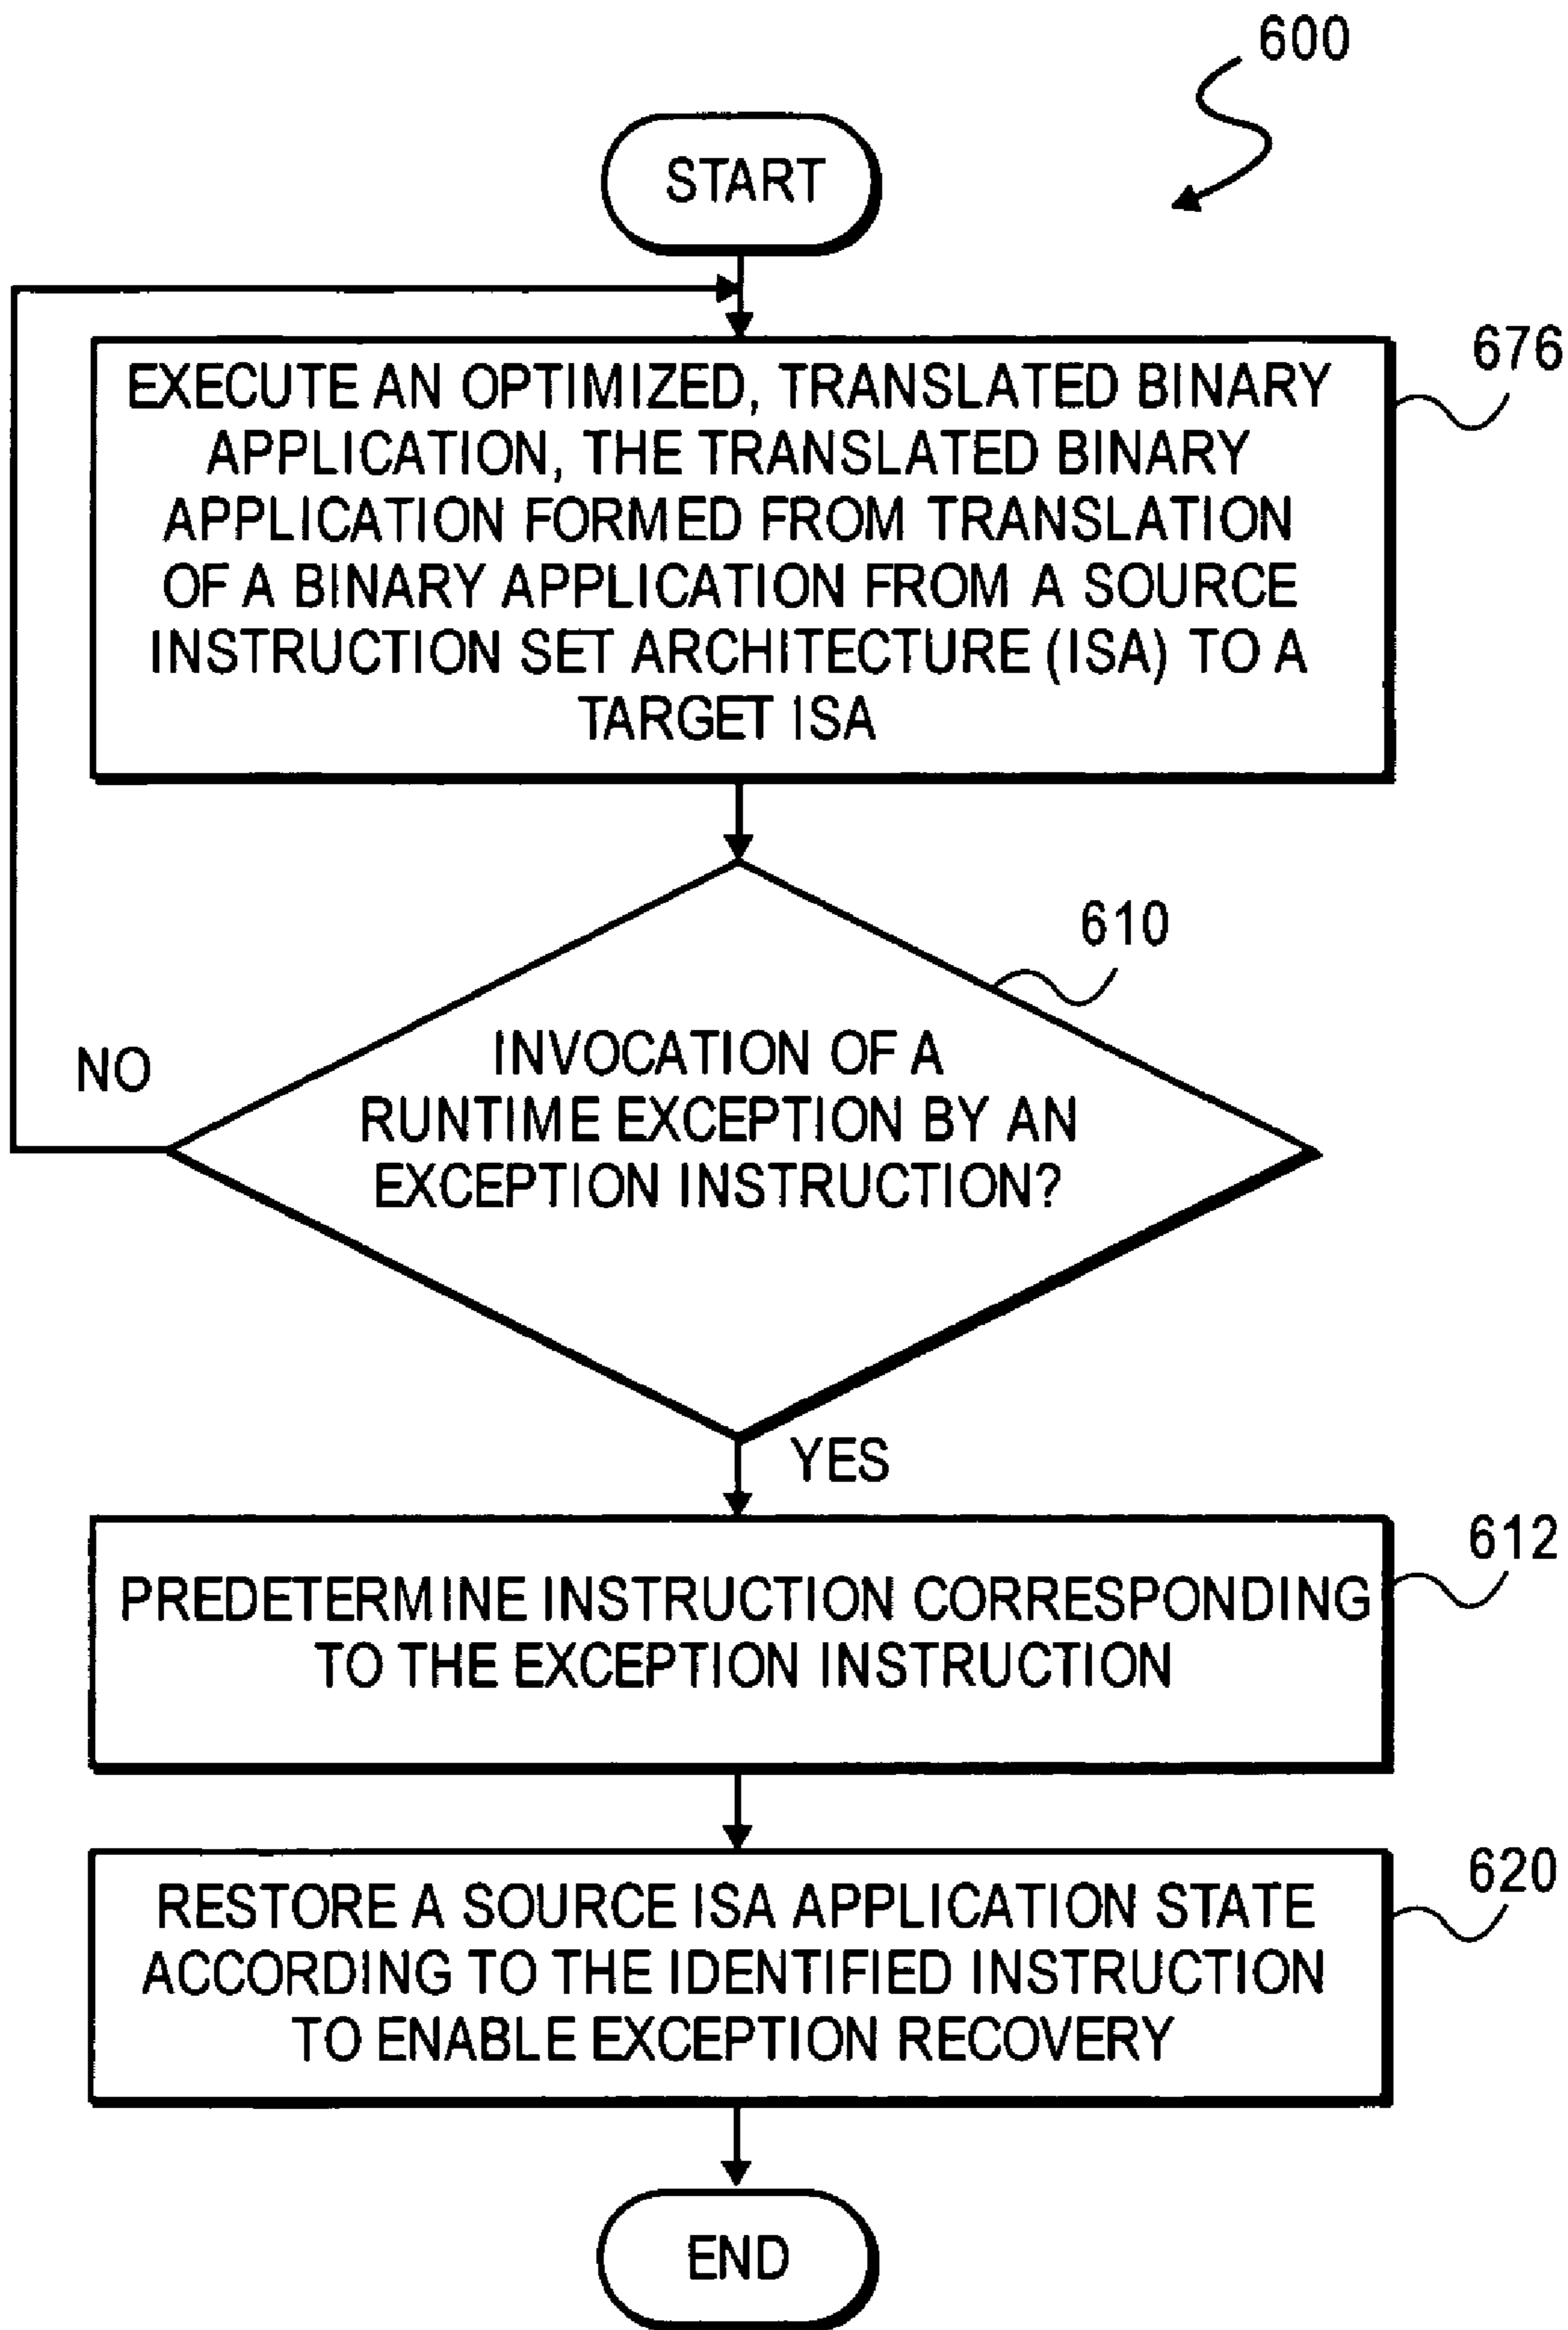 600
START
676
EXECUTE AN OPTIMIZED, TRANSLATED BINARY
APPLICATION, THE TRANSLATED BINARY
APPLICATION FORMED FROM TRANSLATION
OF A BINARY APPLICATION FROM A SOURCE
INSTRUCTION SET ARCHITECTURE (ISA) TO A
TARGET ISA
610
INVOCATION OF A
RUNTIME EXCEPTION BY AN
EXCEPTION INSTRUCTION?
NO
YES
612
PREDETERMINE INSTRUCTION CORRESPONDING
TO THE EXCEPTION INSTRUCTION
620
RESTORE A SOURCE ISA APPLICATION STATE
ACCORDING TO THE IDENTIFIED INSTRUCTION
TO ENABLE EXCEPTION RECOVERY
END